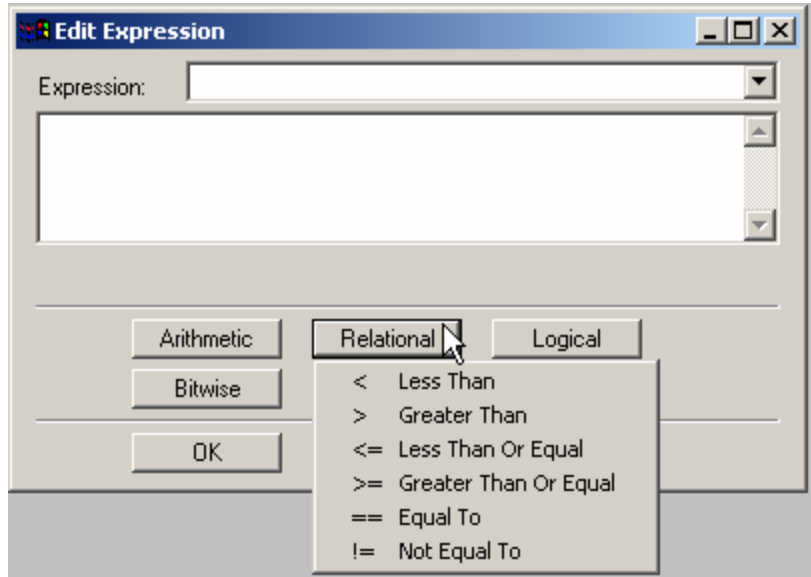 Edit Expression
Expression:
Arithmetic Relational Logical
Bitwise
< Less Than
> Greater Than
<= Less Than Or Equal
OK
>= Greater Than Or Equal
== Equal To
!= Not Equal To